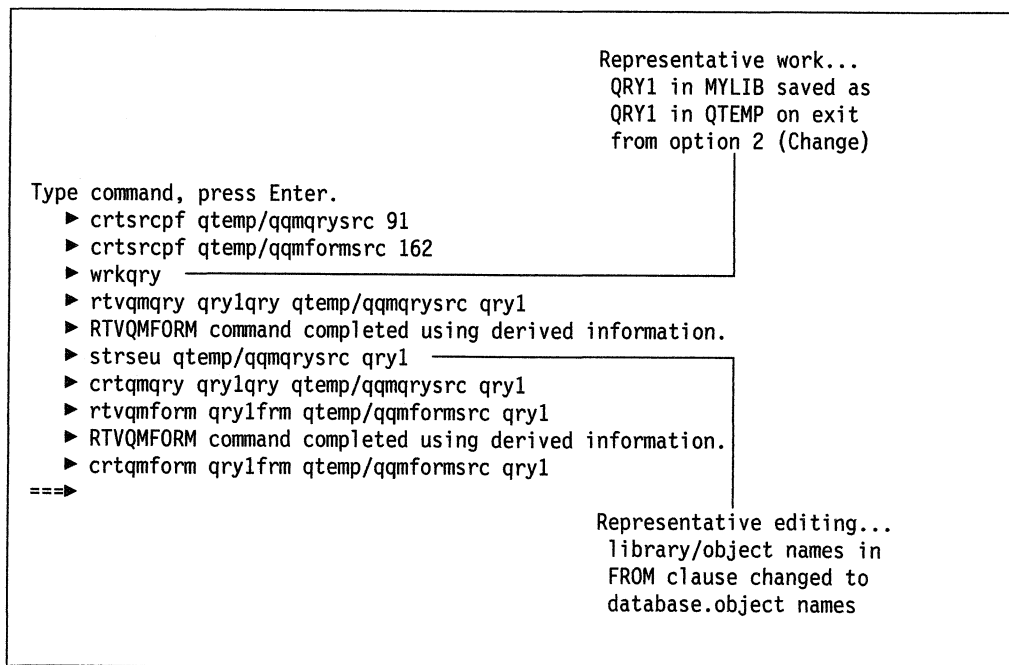 Representative work...
QRY1 in MYLIB saved as
QRY1 in QTEMP on exit
from option 2 (Change)
Type command, press Enter.
► crtsrcpf qtemp/qqmqrysrc 91
► crtsrcpf qtemp/qqmformsrc 162
► wrkqry
► rtvqmqry qry1qry qtemp/qqmqrysrc qry1
► RTVQMFORM command completed using derived information.
► strseu qtemp/qqmqrysrc qry1
► crtqmqry qry1qry qtemp/qqmqrysrc qry1
► rtvqmform qry1frm qtemp/qqmformsrc qry1
► RTVQMFORM command completed using derived information.
► crtqmform qry1frm qtemp/qqmformsrc qry1
===►
Representative editing...
library/object names in
FROM clause changed to
database.object names